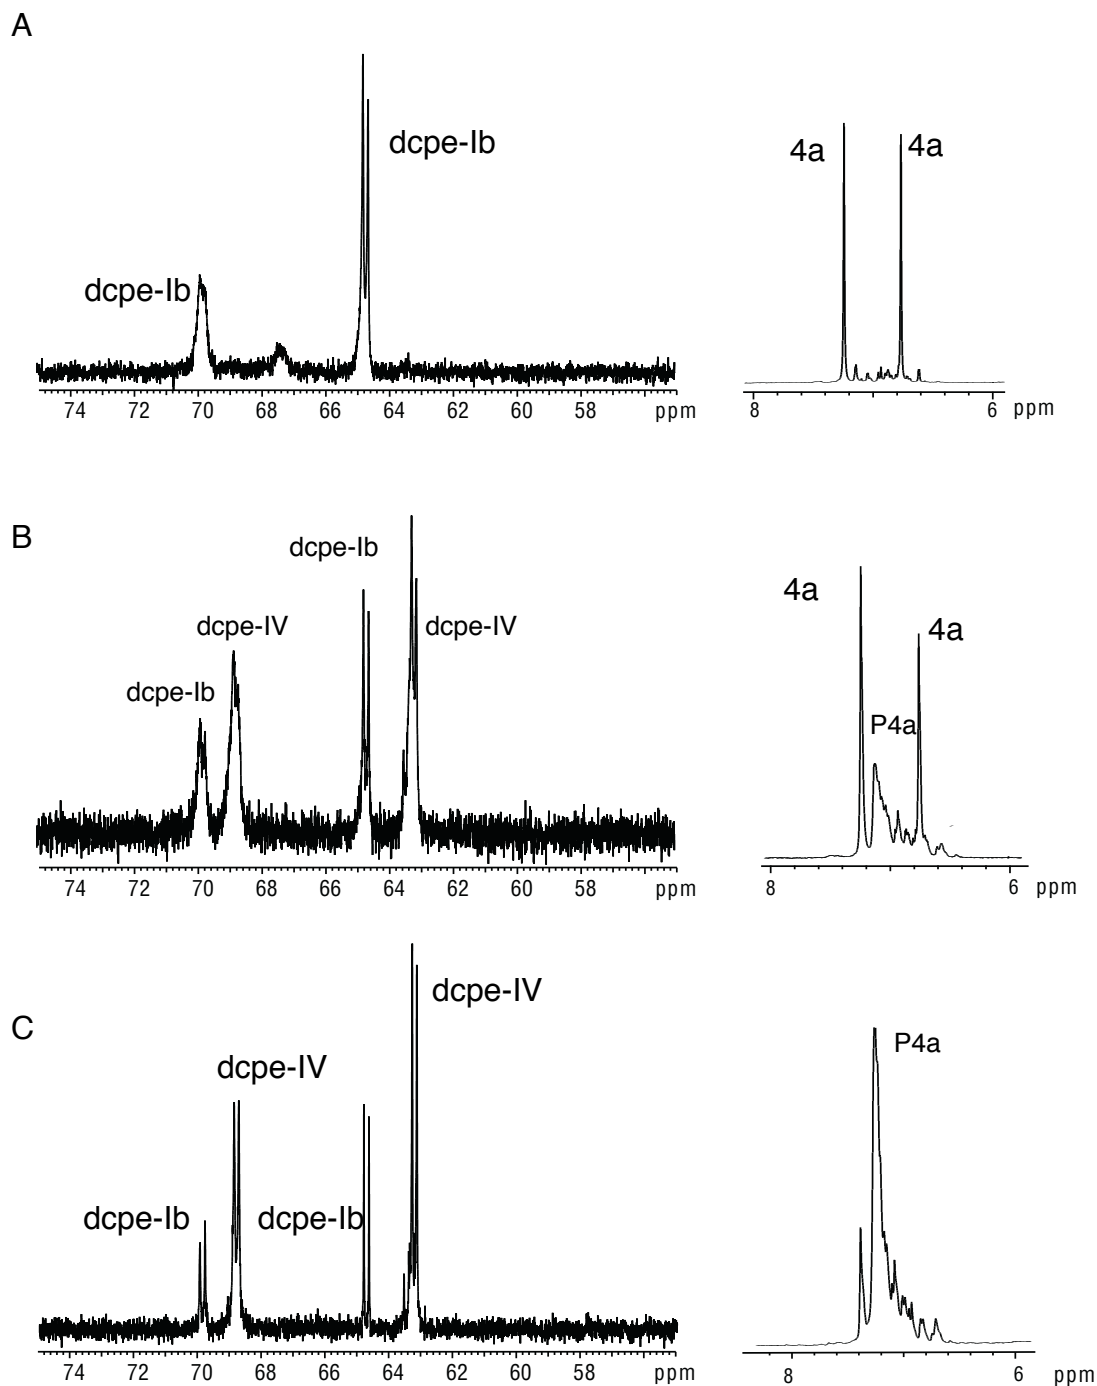 A
dcpe-Ib
dcpe-Ib
4a
4a
74 72 70 68 66 64 62 60 58 ppm
8 6 ppm
B
dcpe-Ib
dcpe-IV
dcpe-IV
dcpe-Ib
4a
4a
P4a
74 72 70 68 66 64 62 60 58 ppm
8 6 ppm
C
dcpe-IV
dcpe-IV
dcpe-Ib
dcpe-Ib
P4a
74 72 70 68 66 64 62 60 58 ppm
8 6 ppm